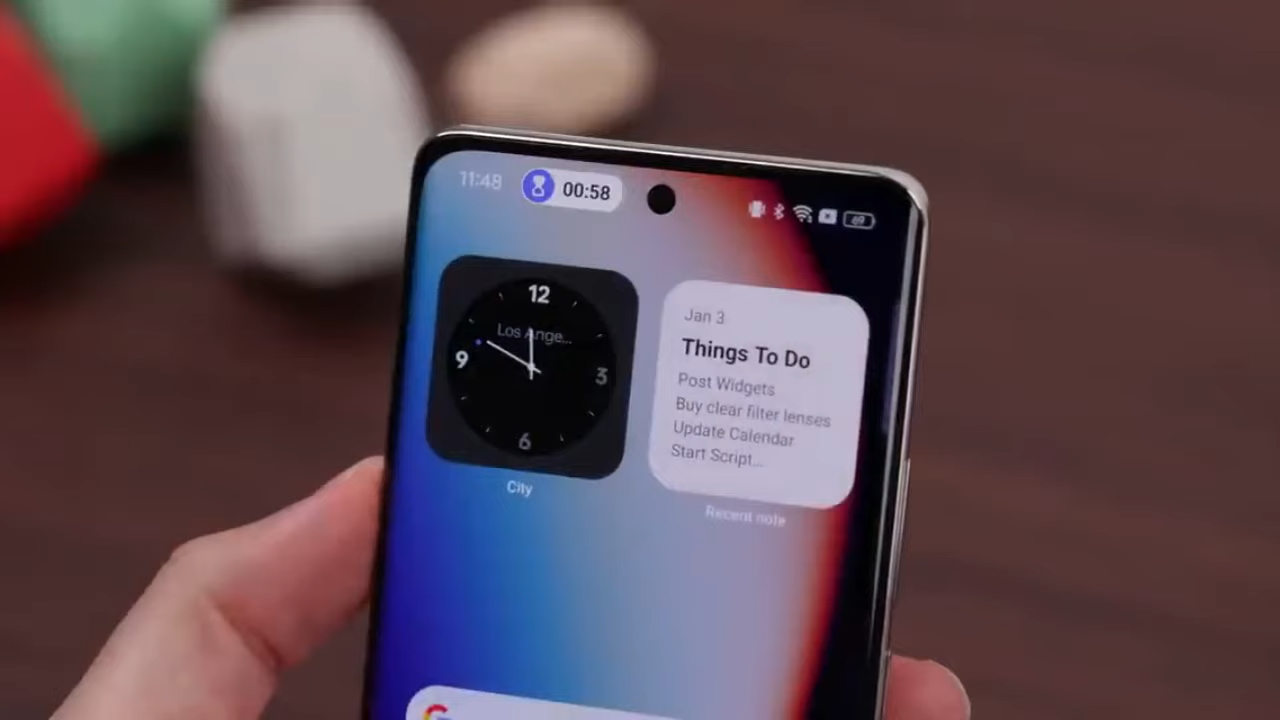 11:48
00:58
69
12
Los Ange...
9
3
6
City
Jan 3
Things To Do
Post Widgets
Buy clear filter lenses
Update Calendar
Start Script...
Recent note
G